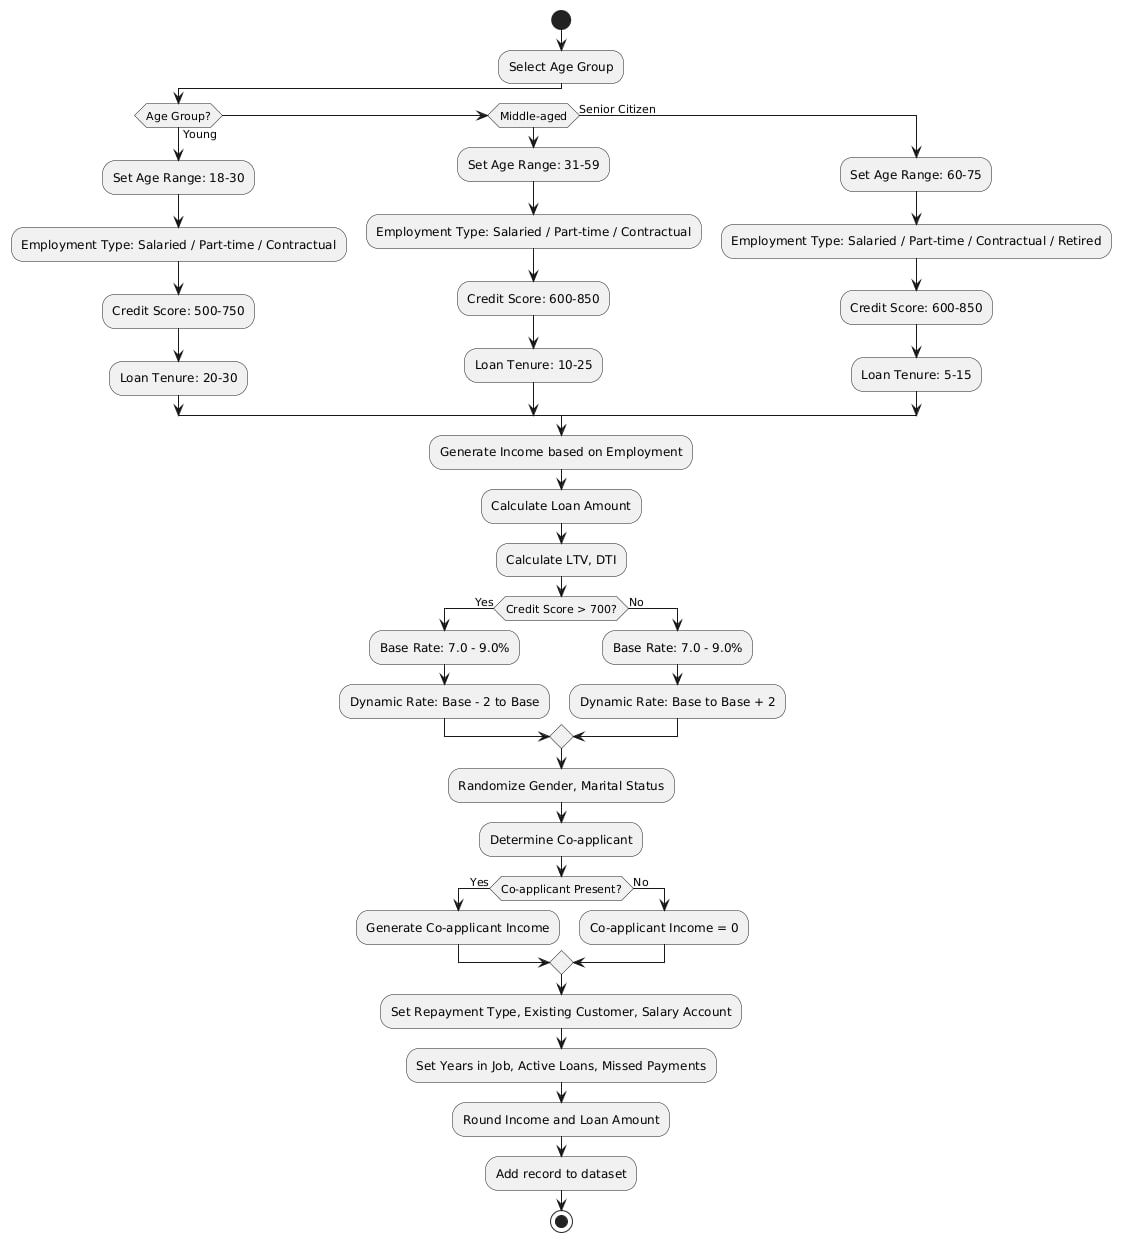 Select Age Group
Age Group?
Young
Set Age Range: 18-30
Employment Type: Salaried / Part-time / Contractual
Credit Score: 500-750
Loan Tenure: 20-30
Middle-aged
Set Age Range: 31-59
Employment Type: Salaried / Part-time / Contractual
Credit Score: 600-850
Loan Tenure: 10-25
Senior Citizen
Set Age Range: 60-75
Employment Type: Salaried / Part-time / Contractual / Retired
Credit Score: 600-850
Loan Tenure: 5-15
Generate Income based on Employment
Calculate Loan Amount
Calculate LTV, DTI
Credit Score > 700?
Yes
Base Rate: 7.0 - 9.0%
Dynamic Rate: Base - 2 to Base
No
Base Rate: 7.0 - 9.0%
Dynamic Rate: Base to Base + 2
Randomize Gender, Marital Status
Determine Co-applicant
Co-applicant Present?
Yes
Generate Co-applicant Income
No
Co-applicant Income = 0
Set Repayment Type, Existing Customer, Salary Account
Set Years in Job, Active Loans, Missed Payments
Round Income and Loan Amount
Add record to dataset